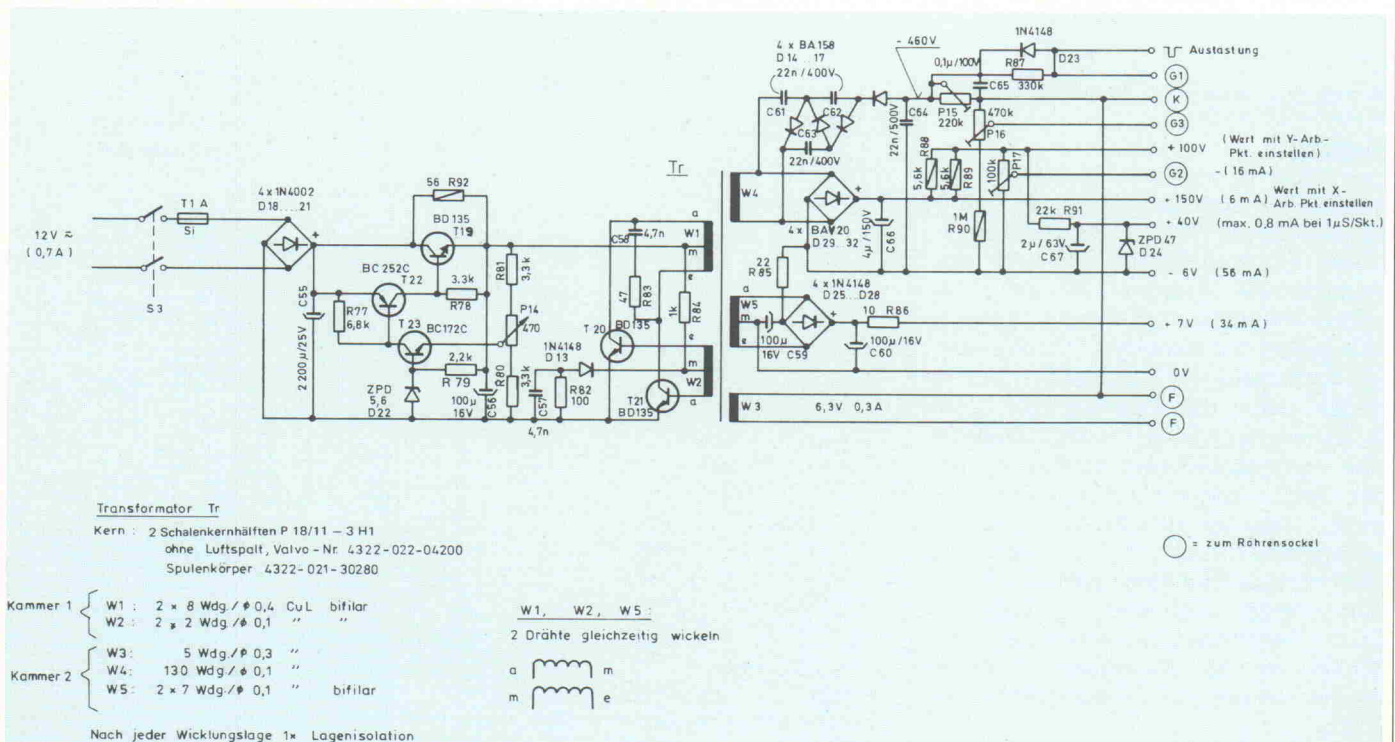 1N4148
4 x BA158
D 14 ... 17
22n/400V
- 460V
D23
Austastung
0,1µ/100V
R87
330k
C65
G1
C61
C62
C63
22n/400V
C64
22n/500V
P15
220k
470k
P16
K
G3
+ 100V
(Wert mit Y-Arb.-
Pkt. einstellen)
R88
5,6k
5,6k
R89
100k
P17
G2
- (16 mA)
Tr
4 x 1N4002
D18....21
56 R92
BD135
T19
T1 A
Si
12V ≈
(0,7A)
S3
W4
4 x BAV20
D 29.. 32
4µ/150V
C66
1M
R90
+ 150V (6 mA)
Wert mit X-
Arb. Pkt. einstellen
22k R91
2µ/63V
C67
ZPD 47
D 24
+ 40V (max. 0,8 mA bei 1µS/Skt.)
- 6V (56 mA)
a
W1
m
e
C58
4,7n
47
R83
1k
R84
BC 252C
T22
3,3k
R78
R81
3,3k
P14
470
C55
2200µ/25V
R77
6,8k
T 23
BC172C
2,2k
R 79
100µ
16V
C56
R80
3,3k
ZPD
5,6
D22
T 20
BD135
1N4148
D 13
R82
100
C57
4,7n
T21
BD135
e
m
W2
a
22
R85
4 x 1N4148
D25...D28
a
W5
m
e
100µ
16V
C59
10 R86
100µ/16V
C60
+ 7V (34 mA)
0V
W3
6,3V 0,3A
F
F
Transformator Tr
Kern : 2 Schalenkernhälften P 18/11 – 3 H1
ohne Luftspalt, Valvo - Nr. 4322-022-04200
Spulenkörper 4322-021-30280
= zum Röhrensockel
Kammer 1
W1 : 2 x 8 Wdg./ϕ 0,4 CuL bifilar
W2 : 2 x 2 Wdg./ϕ 0,1 " "
Kammer 2
W3: 5 Wdg./ϕ 0,3 "
W4: 130 Wdg./ϕ 0,1 "
W5: 2 x 7 Wdg./ϕ 0,1 " bifilar
Nach jeder Wicklungslage 1x Lagenisolation
W1, W2, W5 :
2 Drähte gleichzeitig wickeln
a m
m e